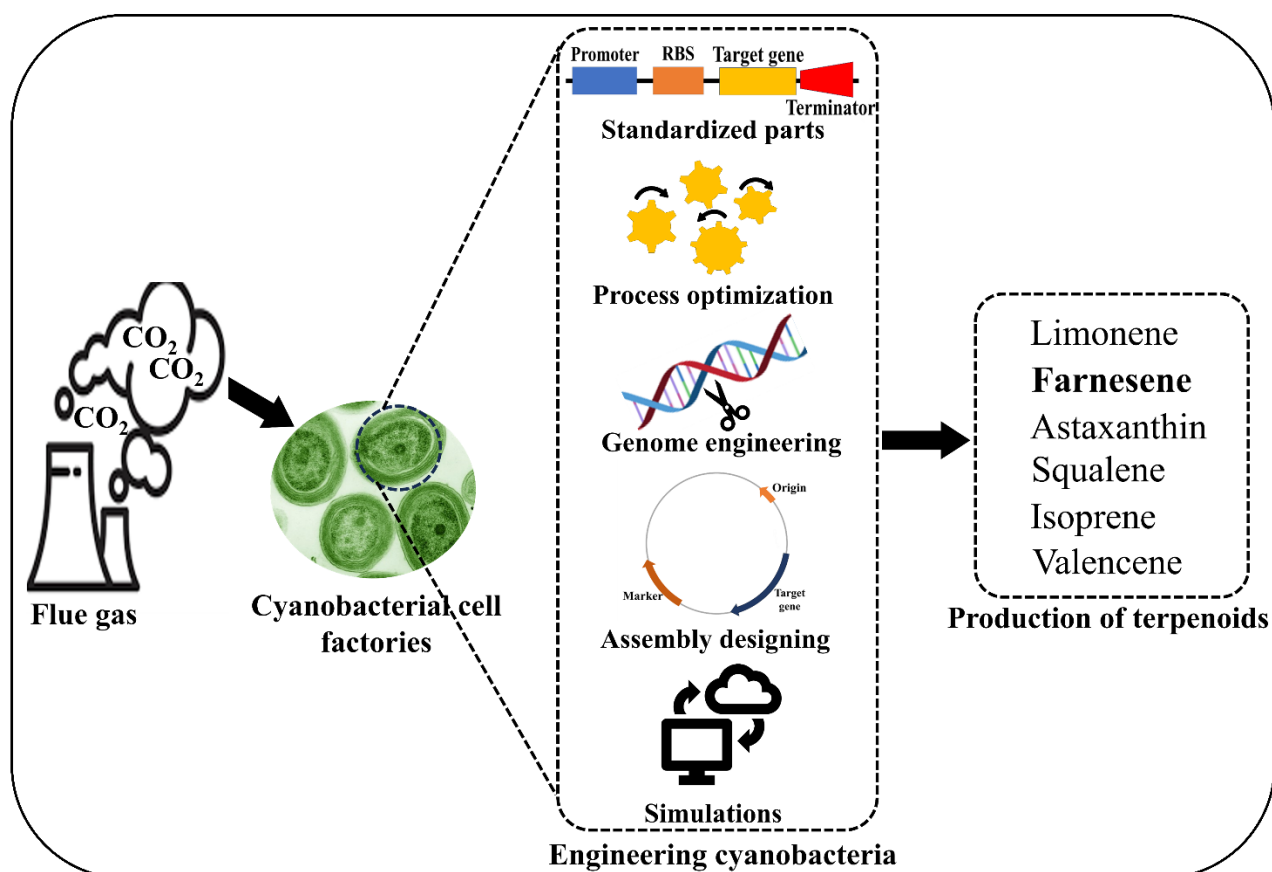 CO2
CO2
CO2
Flue gas
Cyanobacterial cell
factories
Promoter RBS Target gene
Terminator
Standardized parts
Process optimization
Genome engineering
Origin
Marker
Target
gene
Assembly designing
Simulations
Engineering cyanobacteria
Limonene
Farnesene
Astaxanthin
Squalene
Isoprene
Valencene
Production of terpenoids